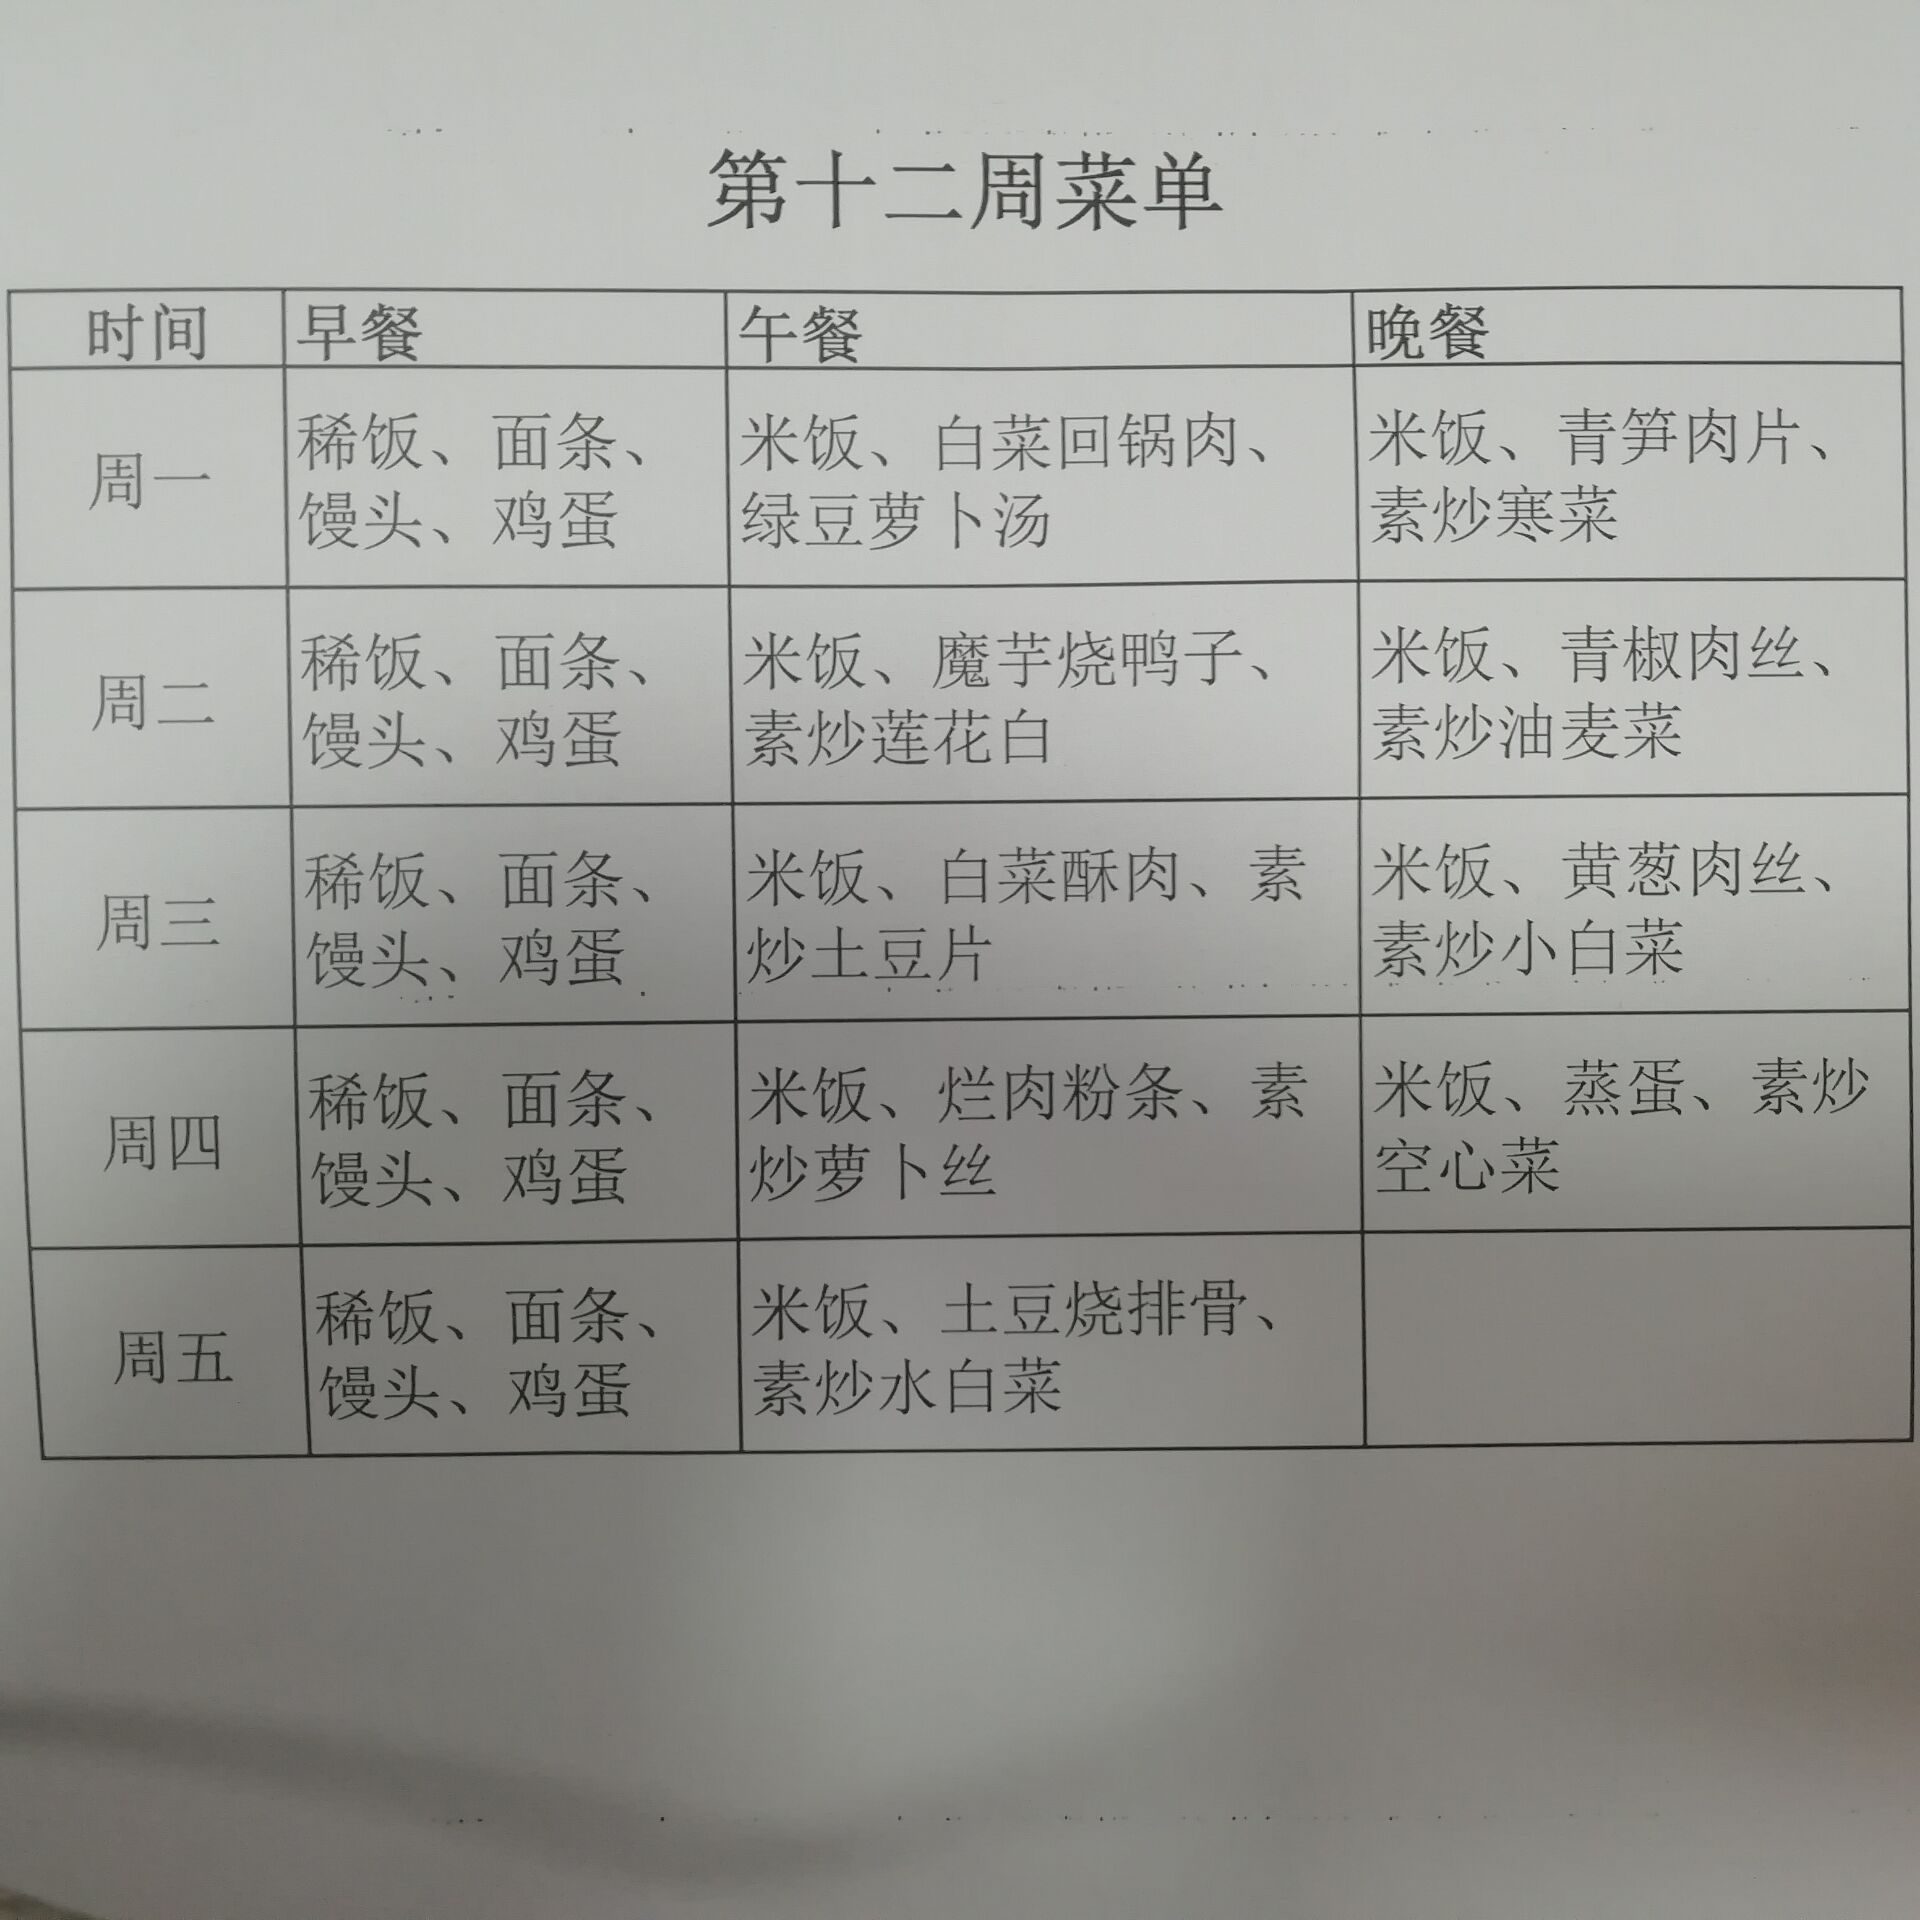 第十二周菜单
时间 早餐 午餐 晚餐
周一
稀饭、面条、
馒头、鸡蛋
米饭、白菜回锅肉、
绿豆萝卜汤
米饭、青笋肉片、
素炒寒菜
周二
稀饭、面条、
馒头、鸡蛋
米饭、魔芋烧鸭子、
素炒莲花白
米饭、青椒肉丝、
素炒油麦菜
周三
稀饭、面条、
馒头、鸡蛋
米饭、白菜酥肉、素
炒土豆片
米饭、黄葱肉丝、
素炒小白菜
周四
稀饭、面条、
馒头、鸡蛋
米饭、烂肉粉条、素
炒萝卜丝
米饭、蒸蛋、素炒
空心菜
周五
稀饭、面条、
馒头、鸡蛋
米饭、土豆烧排骨、
素炒水白菜